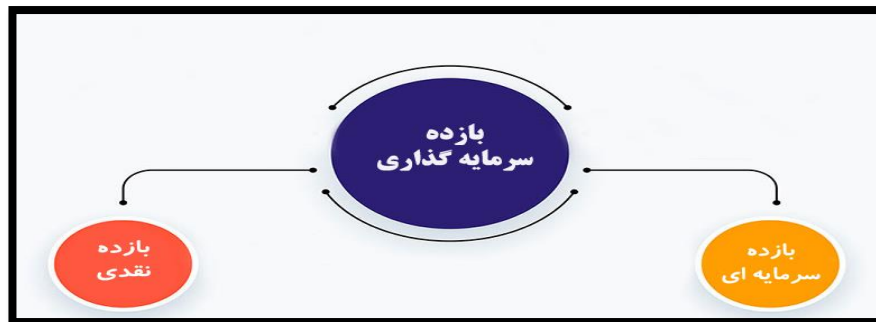 بازده
سرمایه گذاری
بازده
سرمایه ای
بازده
نقدی